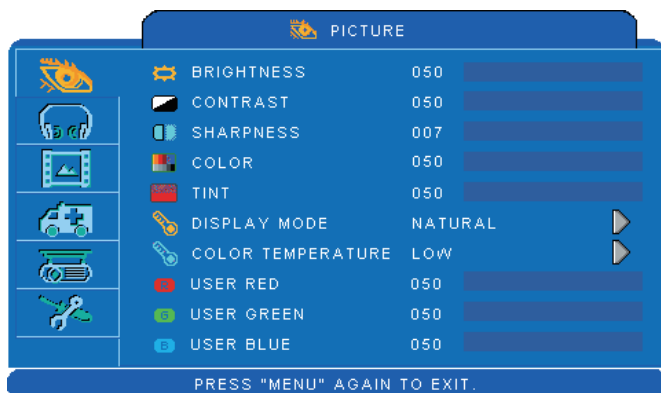 PICTURE
BRIGHTNESS 050
CONTRAST 050
SHARPNESS 007
COLOR 050
TINT 050
DISPLAY MODE NATURAL
COLOR TEMPERATURE LOW
R USER RED 050
G USER GREEN 050
B USER BLUE 050
PRESS "MENU" AGAIN TO EXIT.